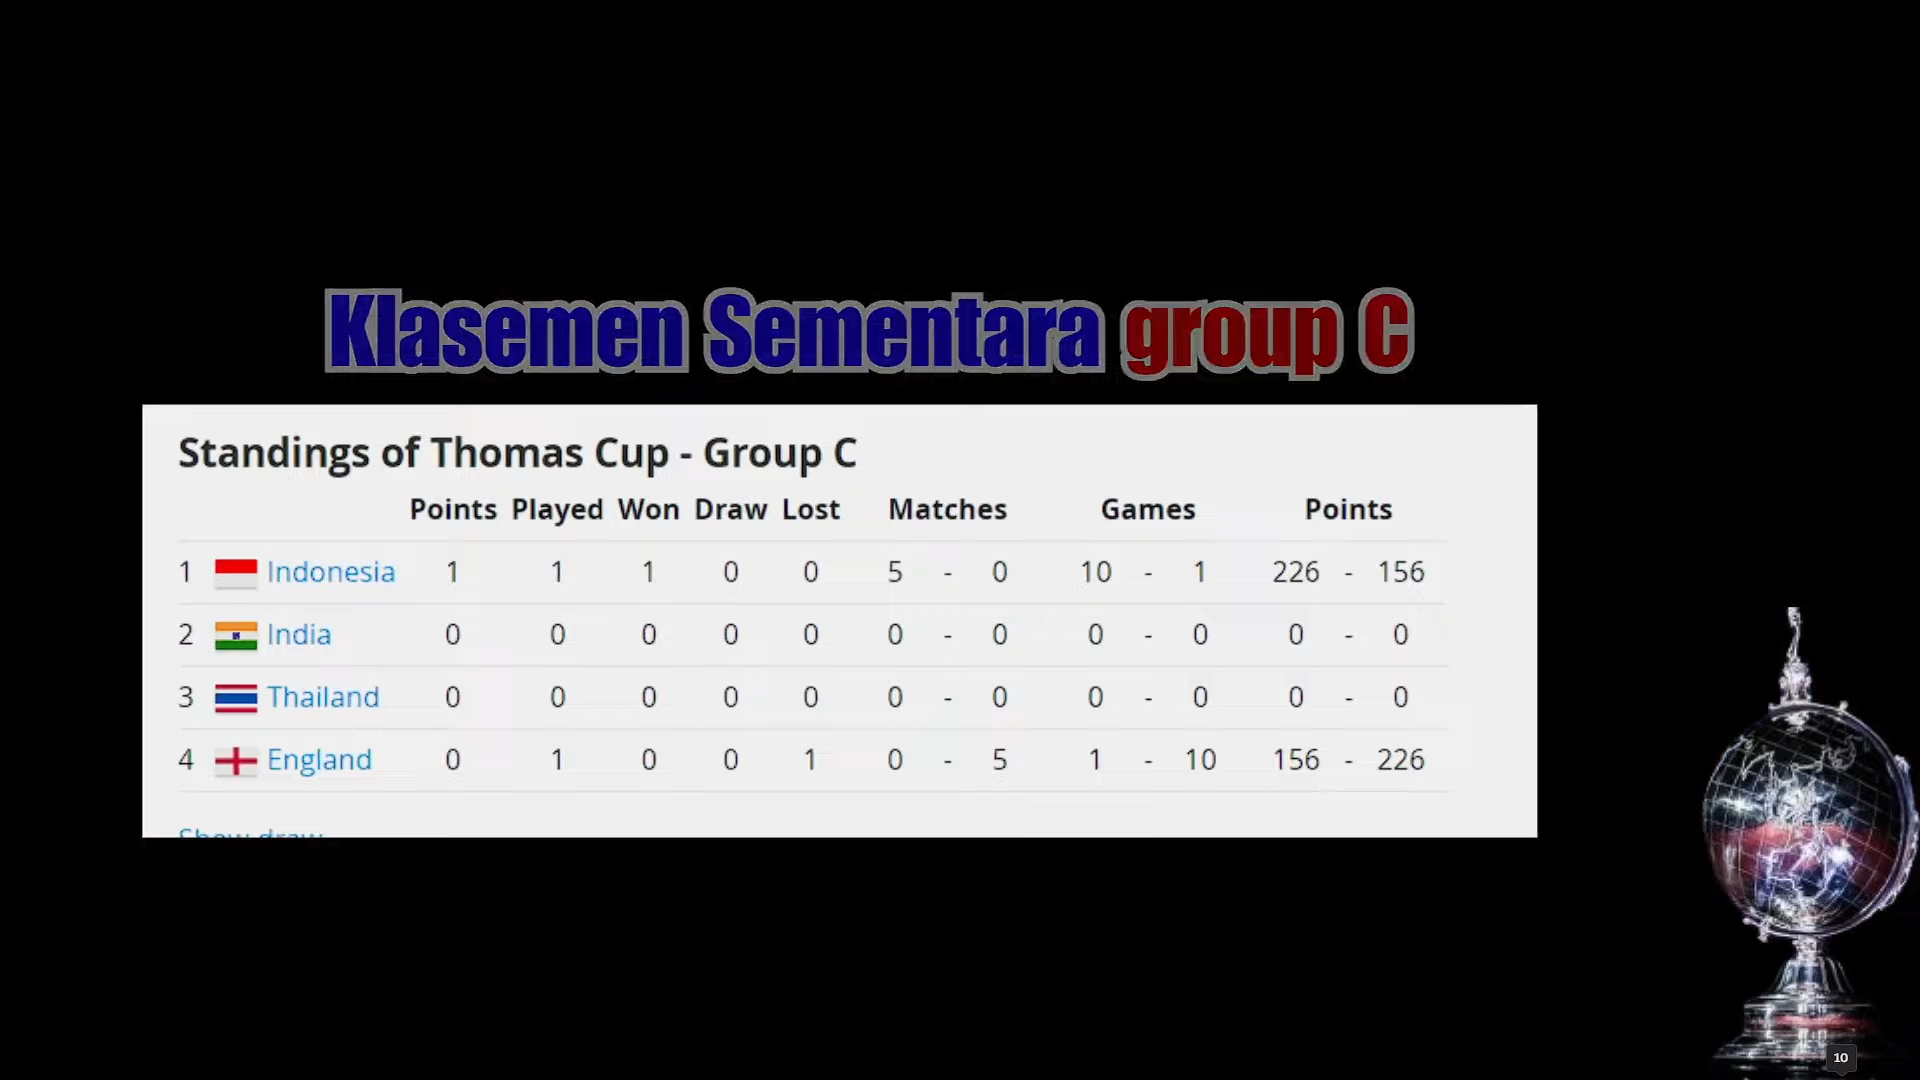 Klasemen Sementara group C
Standings of Thomas Cup - Group C
Points Played Won Draw Lost Matches Games Points
1 Indonesia 1 1 1 0 0 5 - 0 10 - 1 226 - 156
2 India 0 0 0 0 0 0 - 0 0 - 0 0 - 0
3 Thailand 0 0 0 0 0 0 - 0 0 - 0 0 - 0
4 England 0 1 0 0 1 0 - 5 1 - 10 156 - 226
Show draw
10